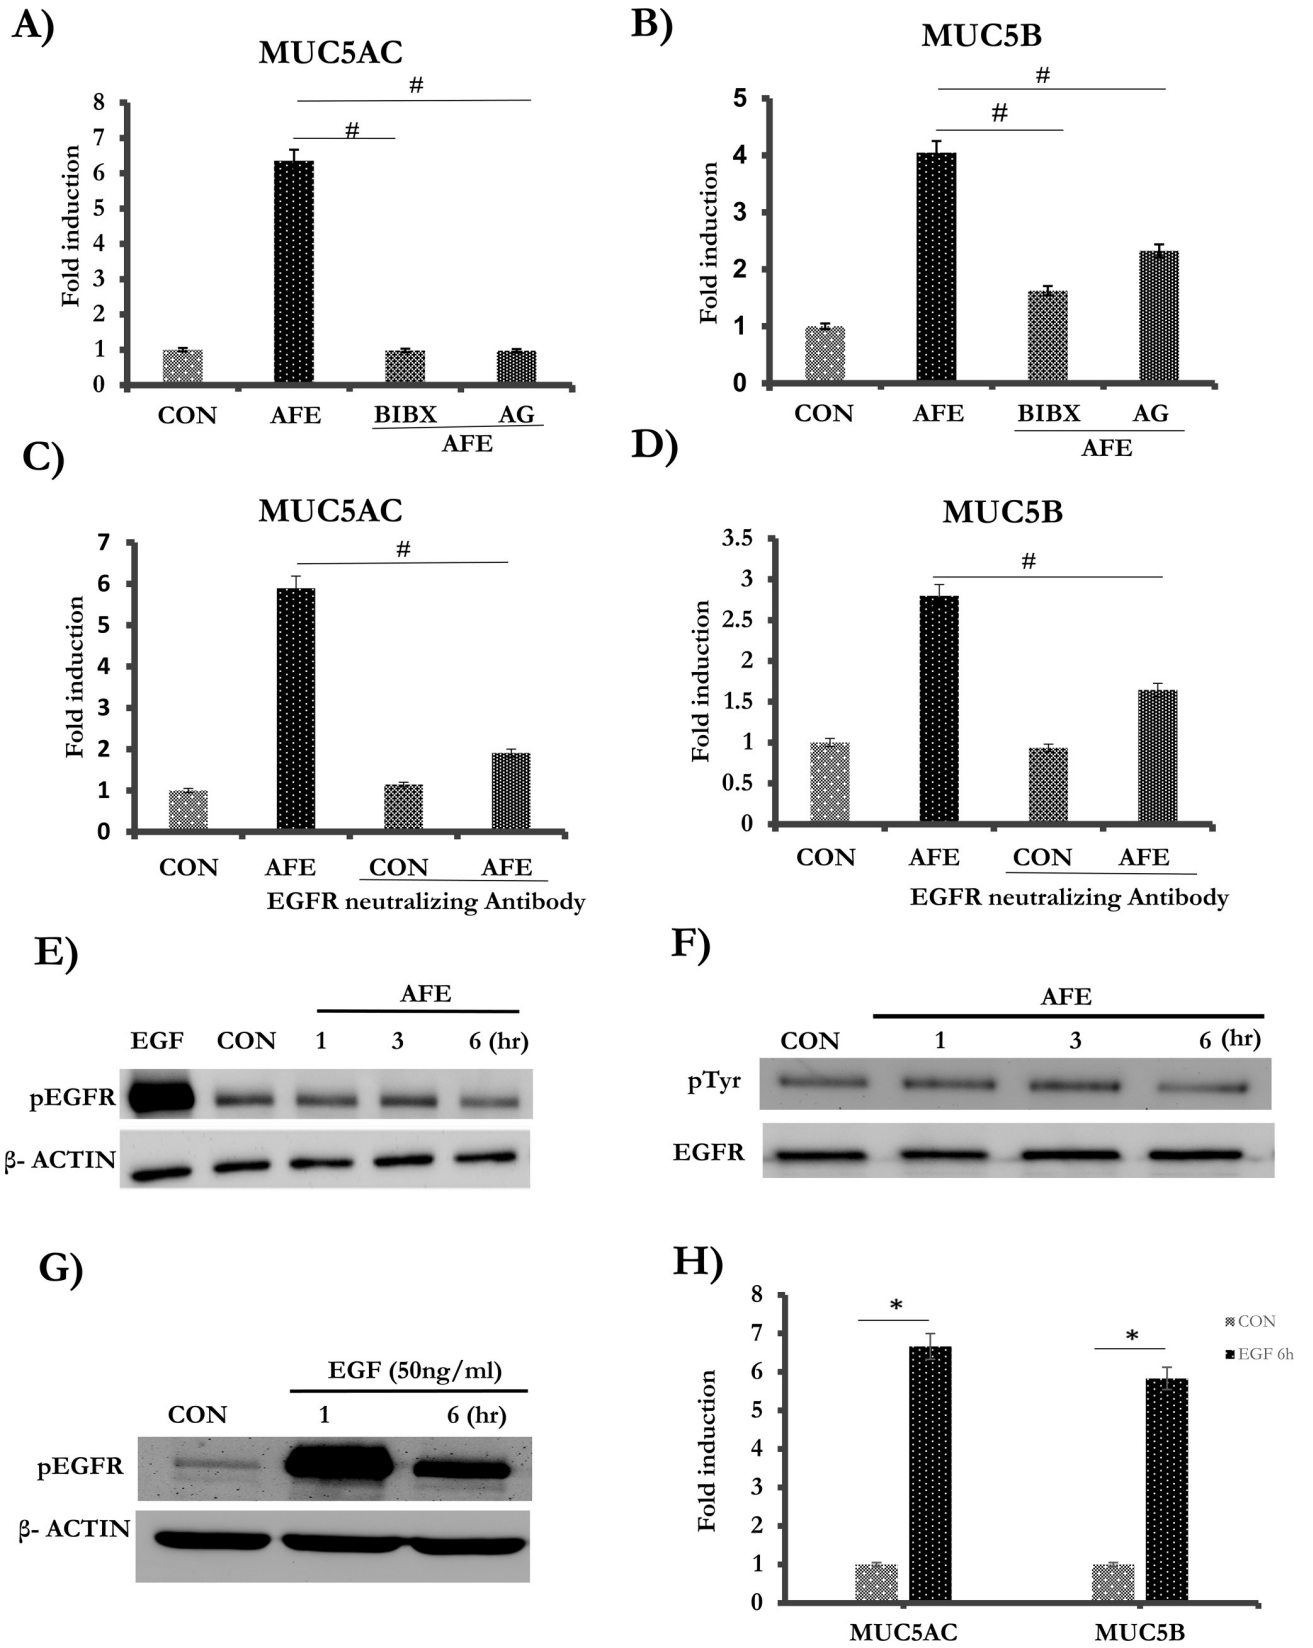 A)
MUC5AC
#
#
Fold induction
8
7
6
5
4
3
2
1
0
CON AFE BIBX AG
AFE
B)
MUC5B
#
#
Fold induction
5
4
3
2
1
0
CON AFE BIBX AG
AFE
C)
MUC5AC
#
Fold induction
7
6
5
4
3
2
1
0
CON AFE CON AFE
EGFR neutralizing Antibody
D)
MUC5B
#
Fold induction
3.5
3
2.5
2
1.5
1
0.5
0
CON AFE CON AFE
EGFR neutralizing Antibody
E)
AFE
EGF CON 1 3 6 (hr)
pEGFR
β- ACTIN
F)
AFE
CON 1 3 6 (hr)
pTyr
EGFR
G)
EGF (50ng/ml)
CON 1 6 (hr)
pEGFR
β- ACTIN
H)
*
*
Fold induction
8
7
6
5
4
3
2
1
0
MUC5AC MUC5B
CON
EGF 6h